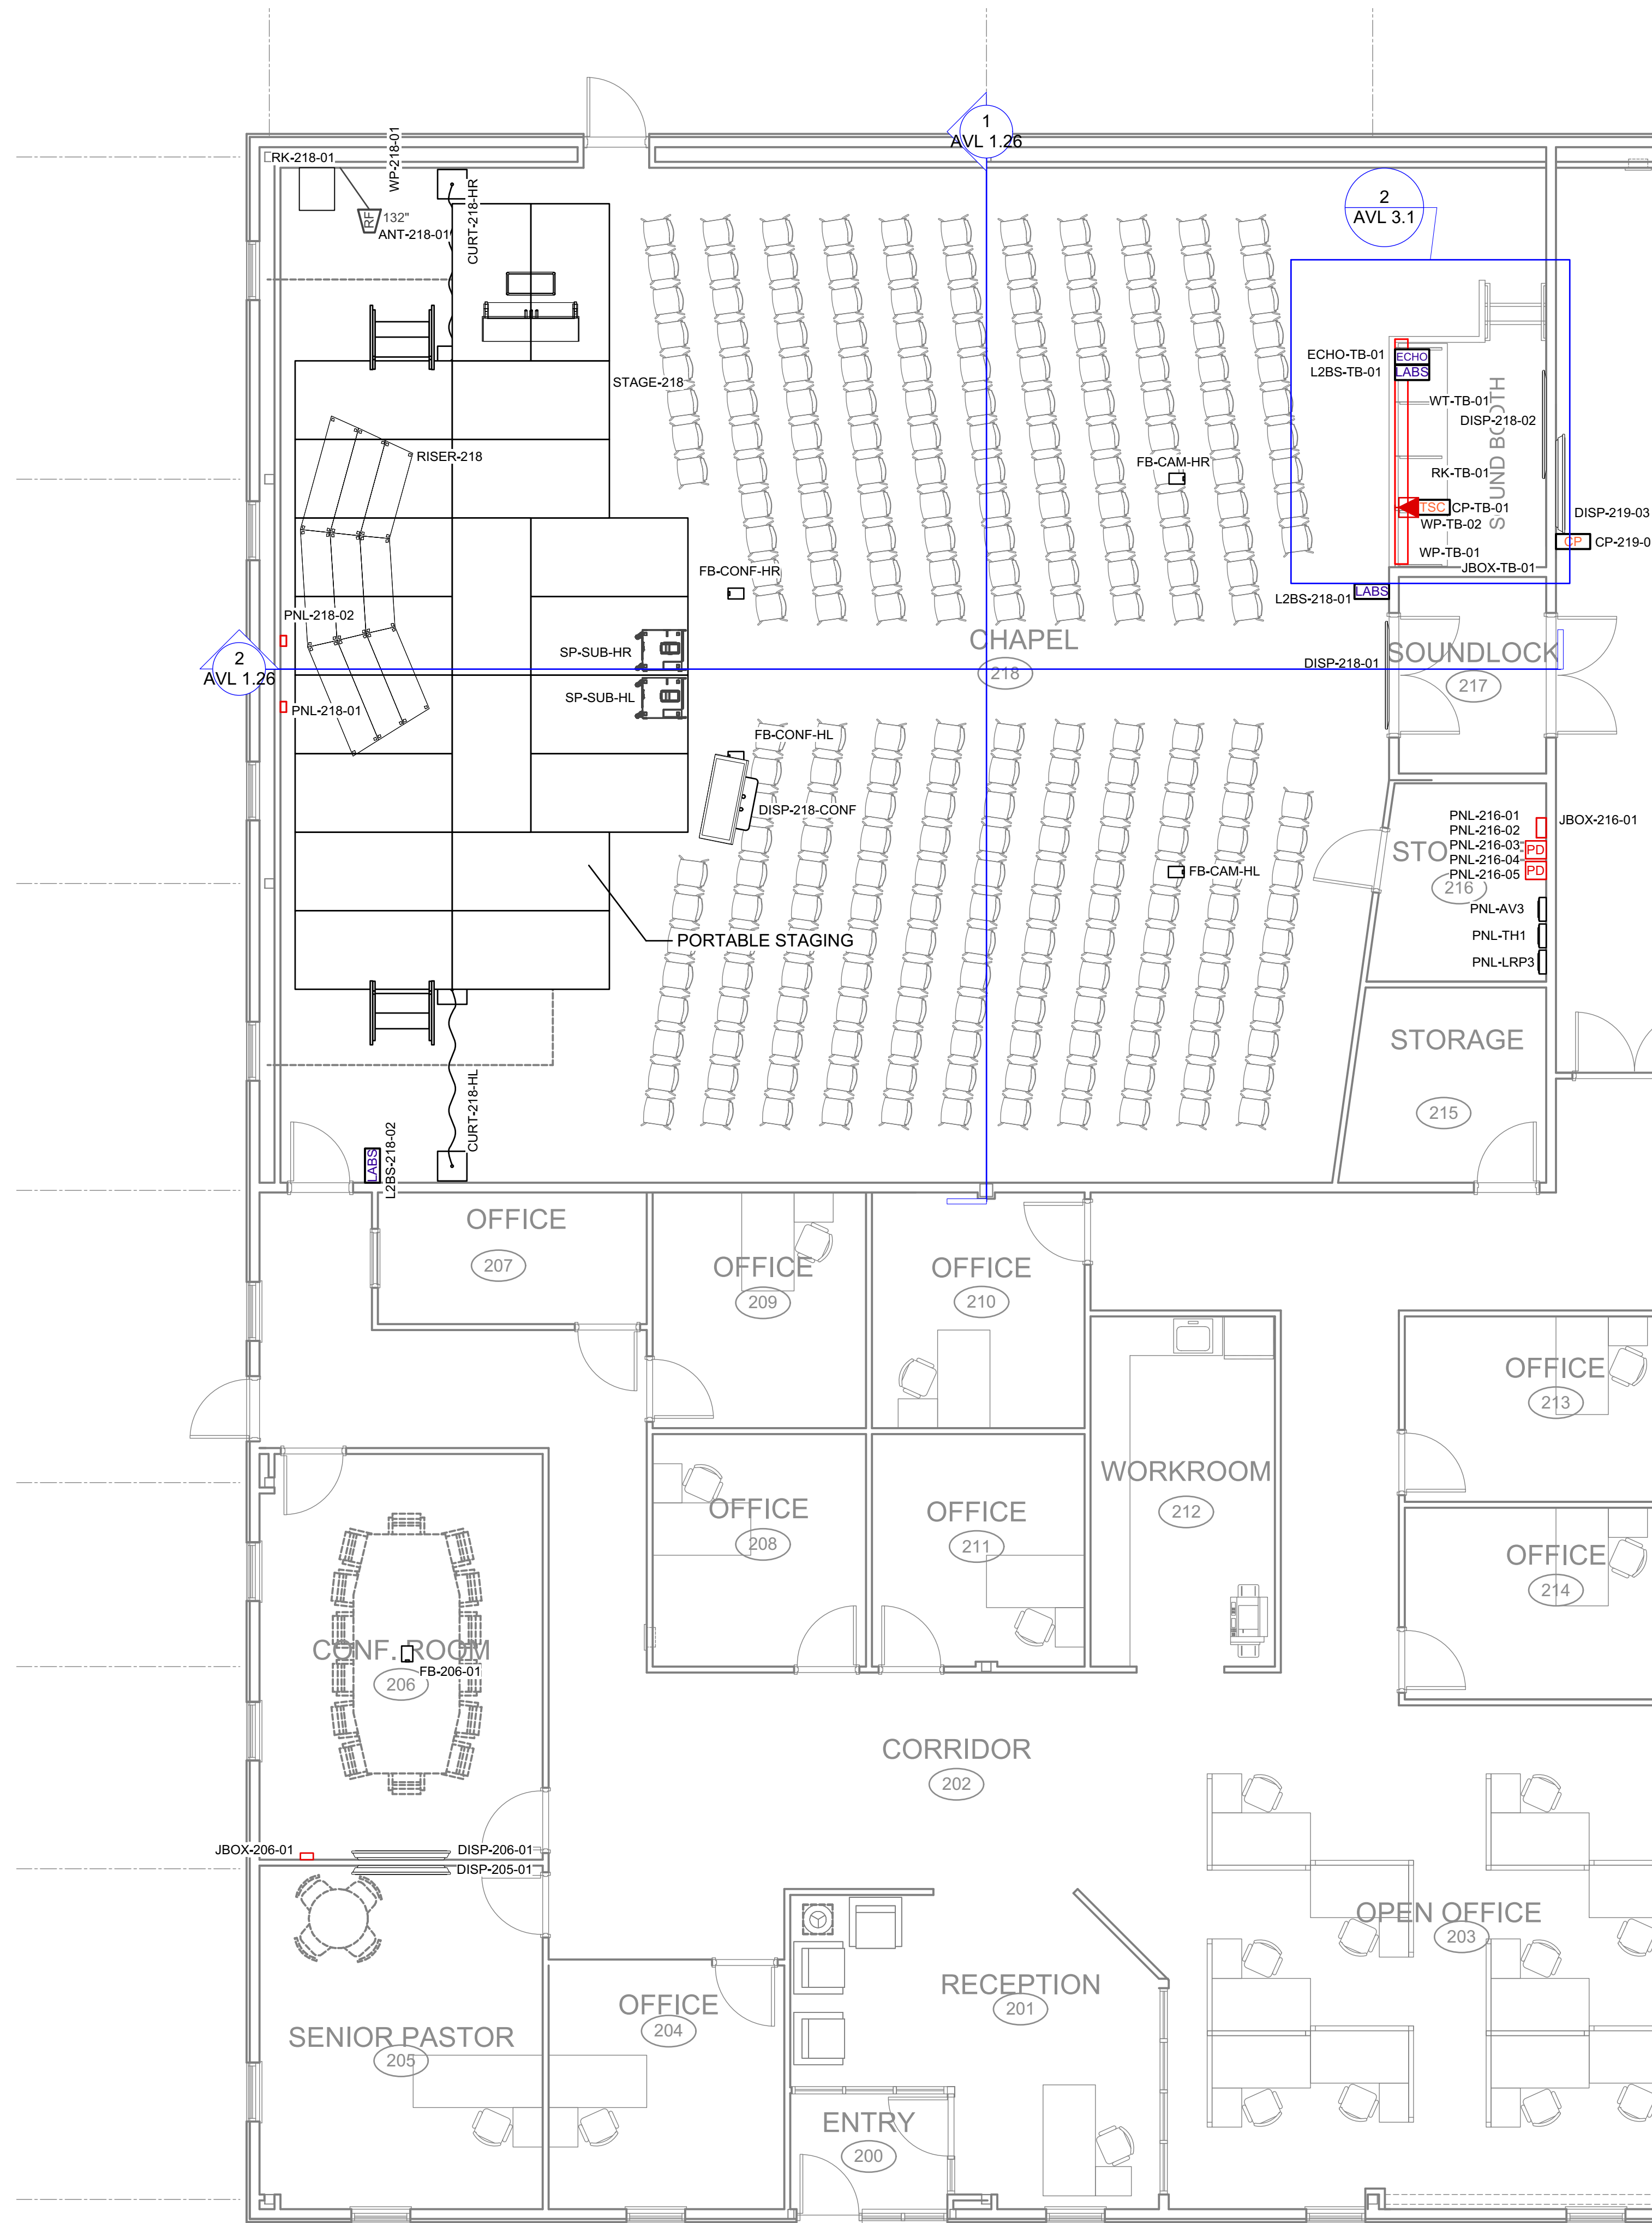 1
AVL 1.26
RK-218-01
WP-218-01
RF
132"
ANT-218-01
CURT-218-HR
2
AVL 3.1
STAGE-218
RISER-218
ECHO-TB-01
ECHO
L2BS-TB-01
LABS
WT-TB-01
DISP-218-02
FB-CAM-HR
RK-TB-01
SOUND BOOTH
TSC
CP-TB-01
WP-TB-02
DISP-219-03
CP
CP-219-0
WP-TB-01
JBOX-TB-01
FB-CONF-HR
L2BS-218-01
LABS
PNL-218-02
CHAPEL
218
SP-SUB-HR
SOUNDLOCK
217
DISP-218-01
2
AVL 1.26
SP-SUB-HL
PNL-218-01
FB-CONF-HL
DISP-218-CONF
PNL-216-01
PNL-216-02
PNL-216-03
PNL-216-04
PNL-216-05
JBOX-216-01
PD
PD
STO
216
FB-CAM-HL
PNL-AV3
PNL-TH1
PNL-LRP3
PORTABLE STAGING
STORAGE
215
CURT-218-HL
LABS
L2BS-218-02
OFFICE
207
OFFICE
209
OFFICE
210
OFFICE
213
WORKROOM
212
OFFICE
208
OFFICE
211
OFFICE
214
CONF. ROOM
FB-206-01
206
CORRIDOR
202
JBOX-206-01
DISP-206-01
DISP-205-01
OPEN OFFICE
203
RECEPTION
201
OFFICE
204
SENIOR PASTOR
205
ENTRY
200